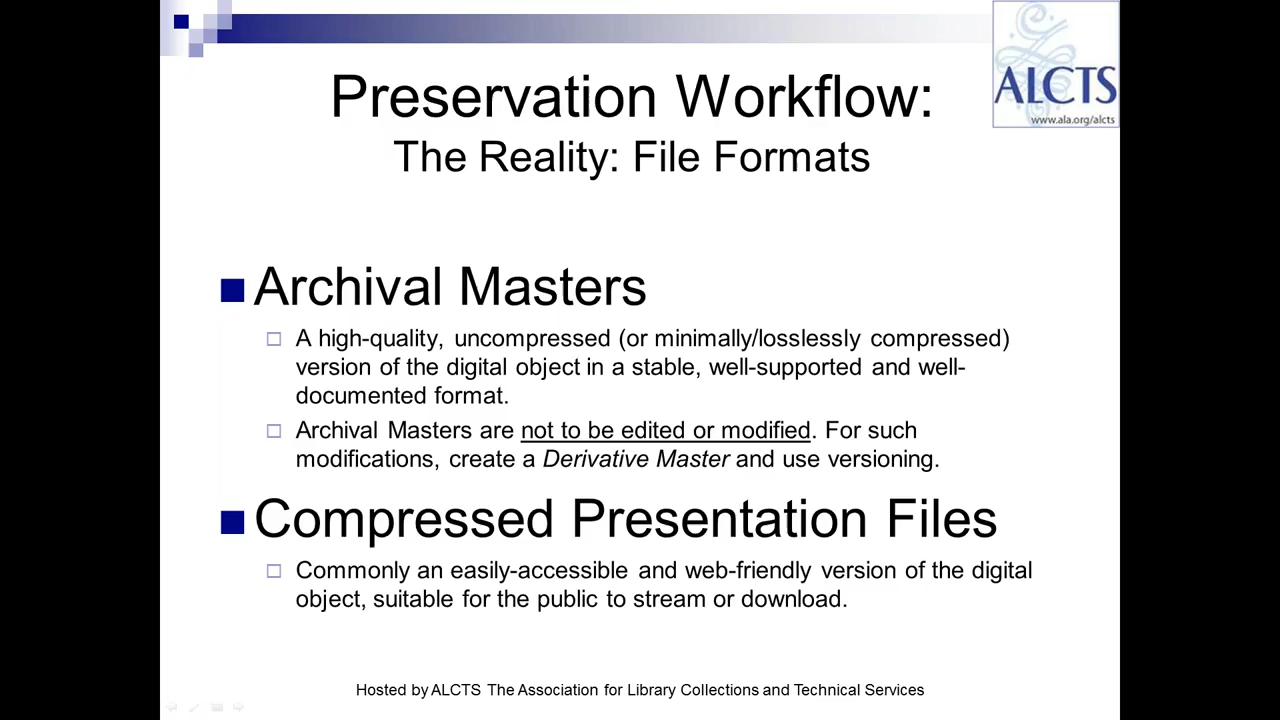 ALCTS
www.ala.org/alcts
Preservation Workflow:
The Reality: File Formats
Archival Masters
A high-quality, uncompressed (or minimally/losslessly compressed)
version of the digital object in a stable, well-supported and well-
documented format.
Archival Masters are not to be edited or modified. For such
modifications, create a Derivative Master and use versioning.
Compressed Presentation Files
Commonly an easily-accessible and web-friendly version of the digital
object, suitable for the public to stream or download.
Hosted by ALCTS The Association for Library Collections and Technical Services